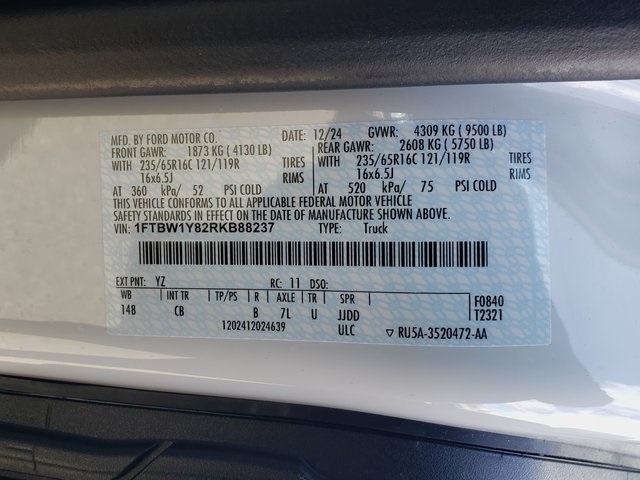 MFD. BY FORD MOTOR CO. DATE: 12/24 GVWR: 4309 KG ( 9500 LB)
FRONT GAWR: 1873 KG ( 4130 LB) REAR GAWR: 2608 KG ( 5750 LB)
WITH 235/65R16C 121/119R TIRES WITH 235/65R16C 121/119R TIRES
16x6.5J RIMS 16x6.5J RIMS
AT 360 kPa/ 52 PSI COLD AT 520 kPa/ 75 PSI COLD
THIS VEHICLE CONFORMS TO ALL APPLICABLE FEDERAL MOTOR VEHICLE
SAFETY STANDARDS IN EFFECT ON THE DATE OF MANUFACTURE SHOWN ABOVE.
VIN: 1FTBW1Y82RKB88237 TYPE: Truck
EXT PNT: YZ RC: 11 DSO:
WB INT TR TP/PS R AXLE TR SPR F0840
148 CB B 7L U JJDD T2321
1202412024639 ULC ▽ RU5A-3520472-AA